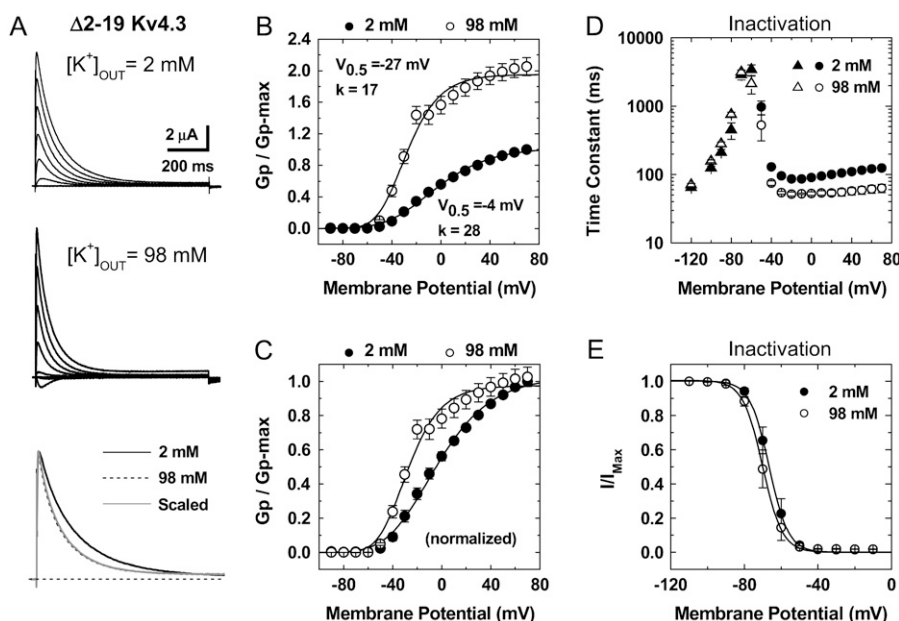 A
Δ2-19 Kv4.3
[K+]OUT= 2 mM
2 μA
200 ms
[K+]OUT= 98 mM
2 mM
98 mM
Scaled
B
2 mM 98 mM
V0.5=-27 mV
k = 17
V0.5=-4 mV
k = 28
Gp / Gp-max
2.0
1.6
1.2
0.8
0.4
0.0
-80 -40 0 40 80
Membrane Potential (mV)
C
2 mM 98 mM
Gp / Gp-max
1.0
0.8
0.6
0.4
0.2
0.0
(normalized)
-80 -40 0 40 80
Membrane Potential (mV)
D
Inactivation
2 mM
98 mM
Time Constant (ms)
10000
1000
100
10
-120 -80 -40 0 40 80
Membrane Potential (mV)
E
Inactivation
2 mM
98 mM
I/IMax
1.0
0.8
0.6
0.4
0.2
0.0
-120 -80 -40 0
Membrane Potential (mV)